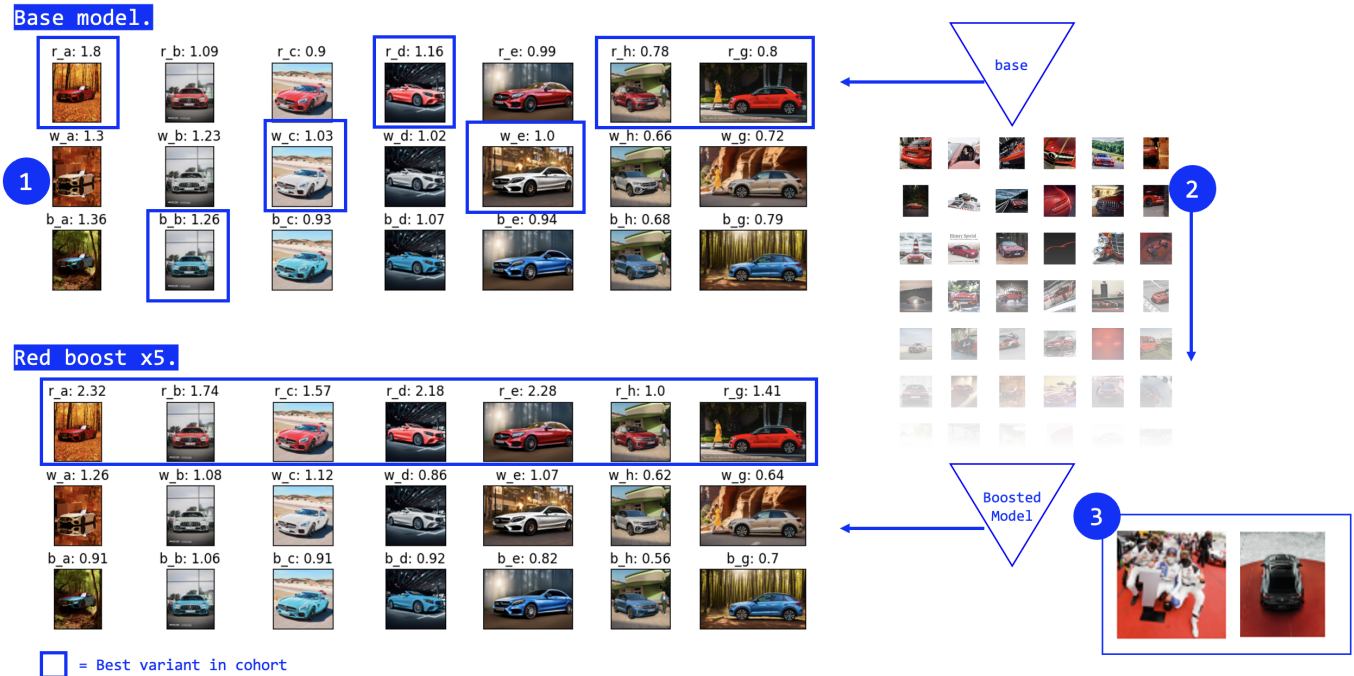 Base model.
r_a: 1.8 r_b: 1.09 r_c: 0.9 r_d: 1.16 r_e: 0.99 r_h: 0.78 r_g: 0.8
w_a: 1.3 w_b: 1.23 w_c: 1.03 w_d: 1.02 w_e: 1.0 w_h: 0.66 w_g: 0.72
1
b_a: 1.36 b_b: 1.26 b_c: 0.93 b_d: 1.07 b_e: 0.94 b_h: 0.68 b_g: 0.79
base
2
Red boost x5.
r_a: 2.32 r_b: 1.74 r_c: 1.57 r_d: 2.18 r_e: 2.28 r_h: 1.0 r_g: 1.41
w_a: 1.26 w_b: 1.08 w_c: 1.12 w_d: 0.86 w_e: 1.07 w_h: 0.62 w_g: 0.64
b_a: 0.91 b_b: 1.06 b_c: 0.91 b_d: 0.92 b_e: 0.82 b_h: 0.56 b_g: 0.7
Boosted
Model
3
= Best variant in cohort